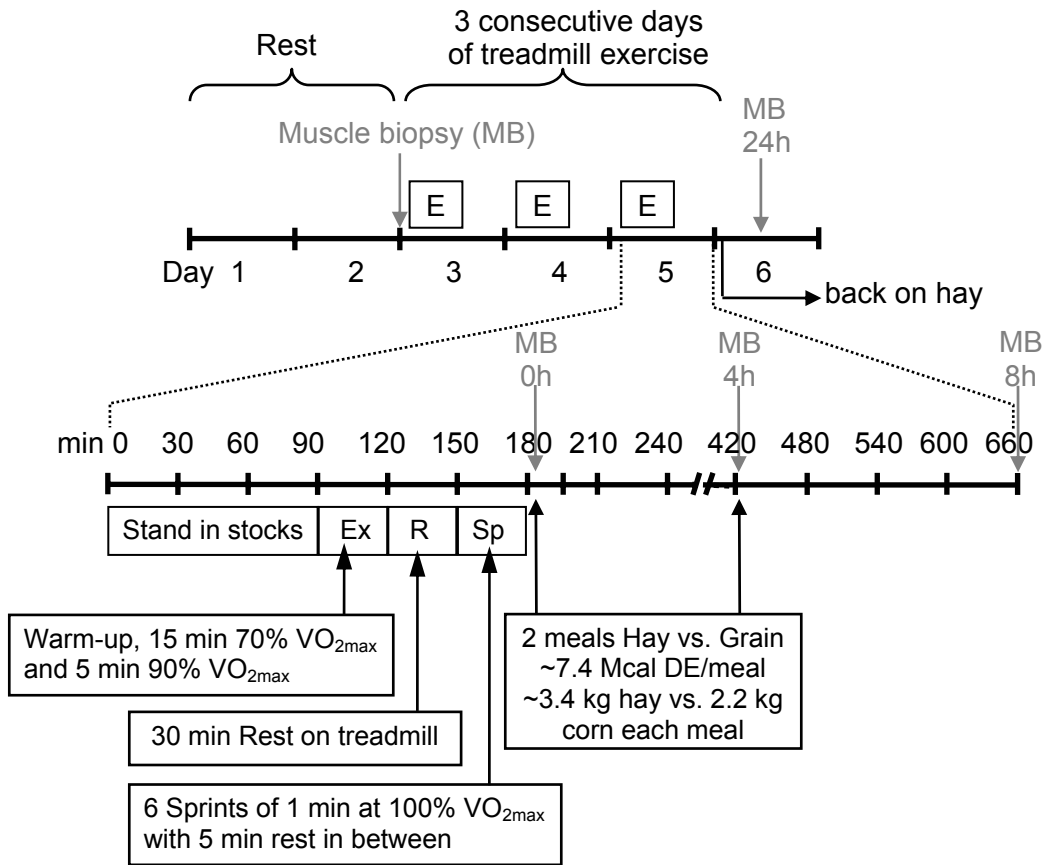 3 consecutive days
of treadmill exercise
Rest
Muscle biopsy (MB)
MB
24h
E
E
E
Day 1 2 3 4 5 6
back on hay
MB
0h
MB
4h
MB
8h
min 0 30 60 90 120 150 180 210 240 420 480 540 600 660
Stand in stocks
Ex
R
Sp
Warm-up, 15 min 70% VO2max
and 5 min 90% VO2max
30 min Rest on treadmill
6 Sprints of 1 min at 100% VO2max
with 5 min rest in between
2 meals Hay vs. Grain
~7.4 Mcal DE/meal
~3.4 kg hay vs. 2.2 kg
corn each meal